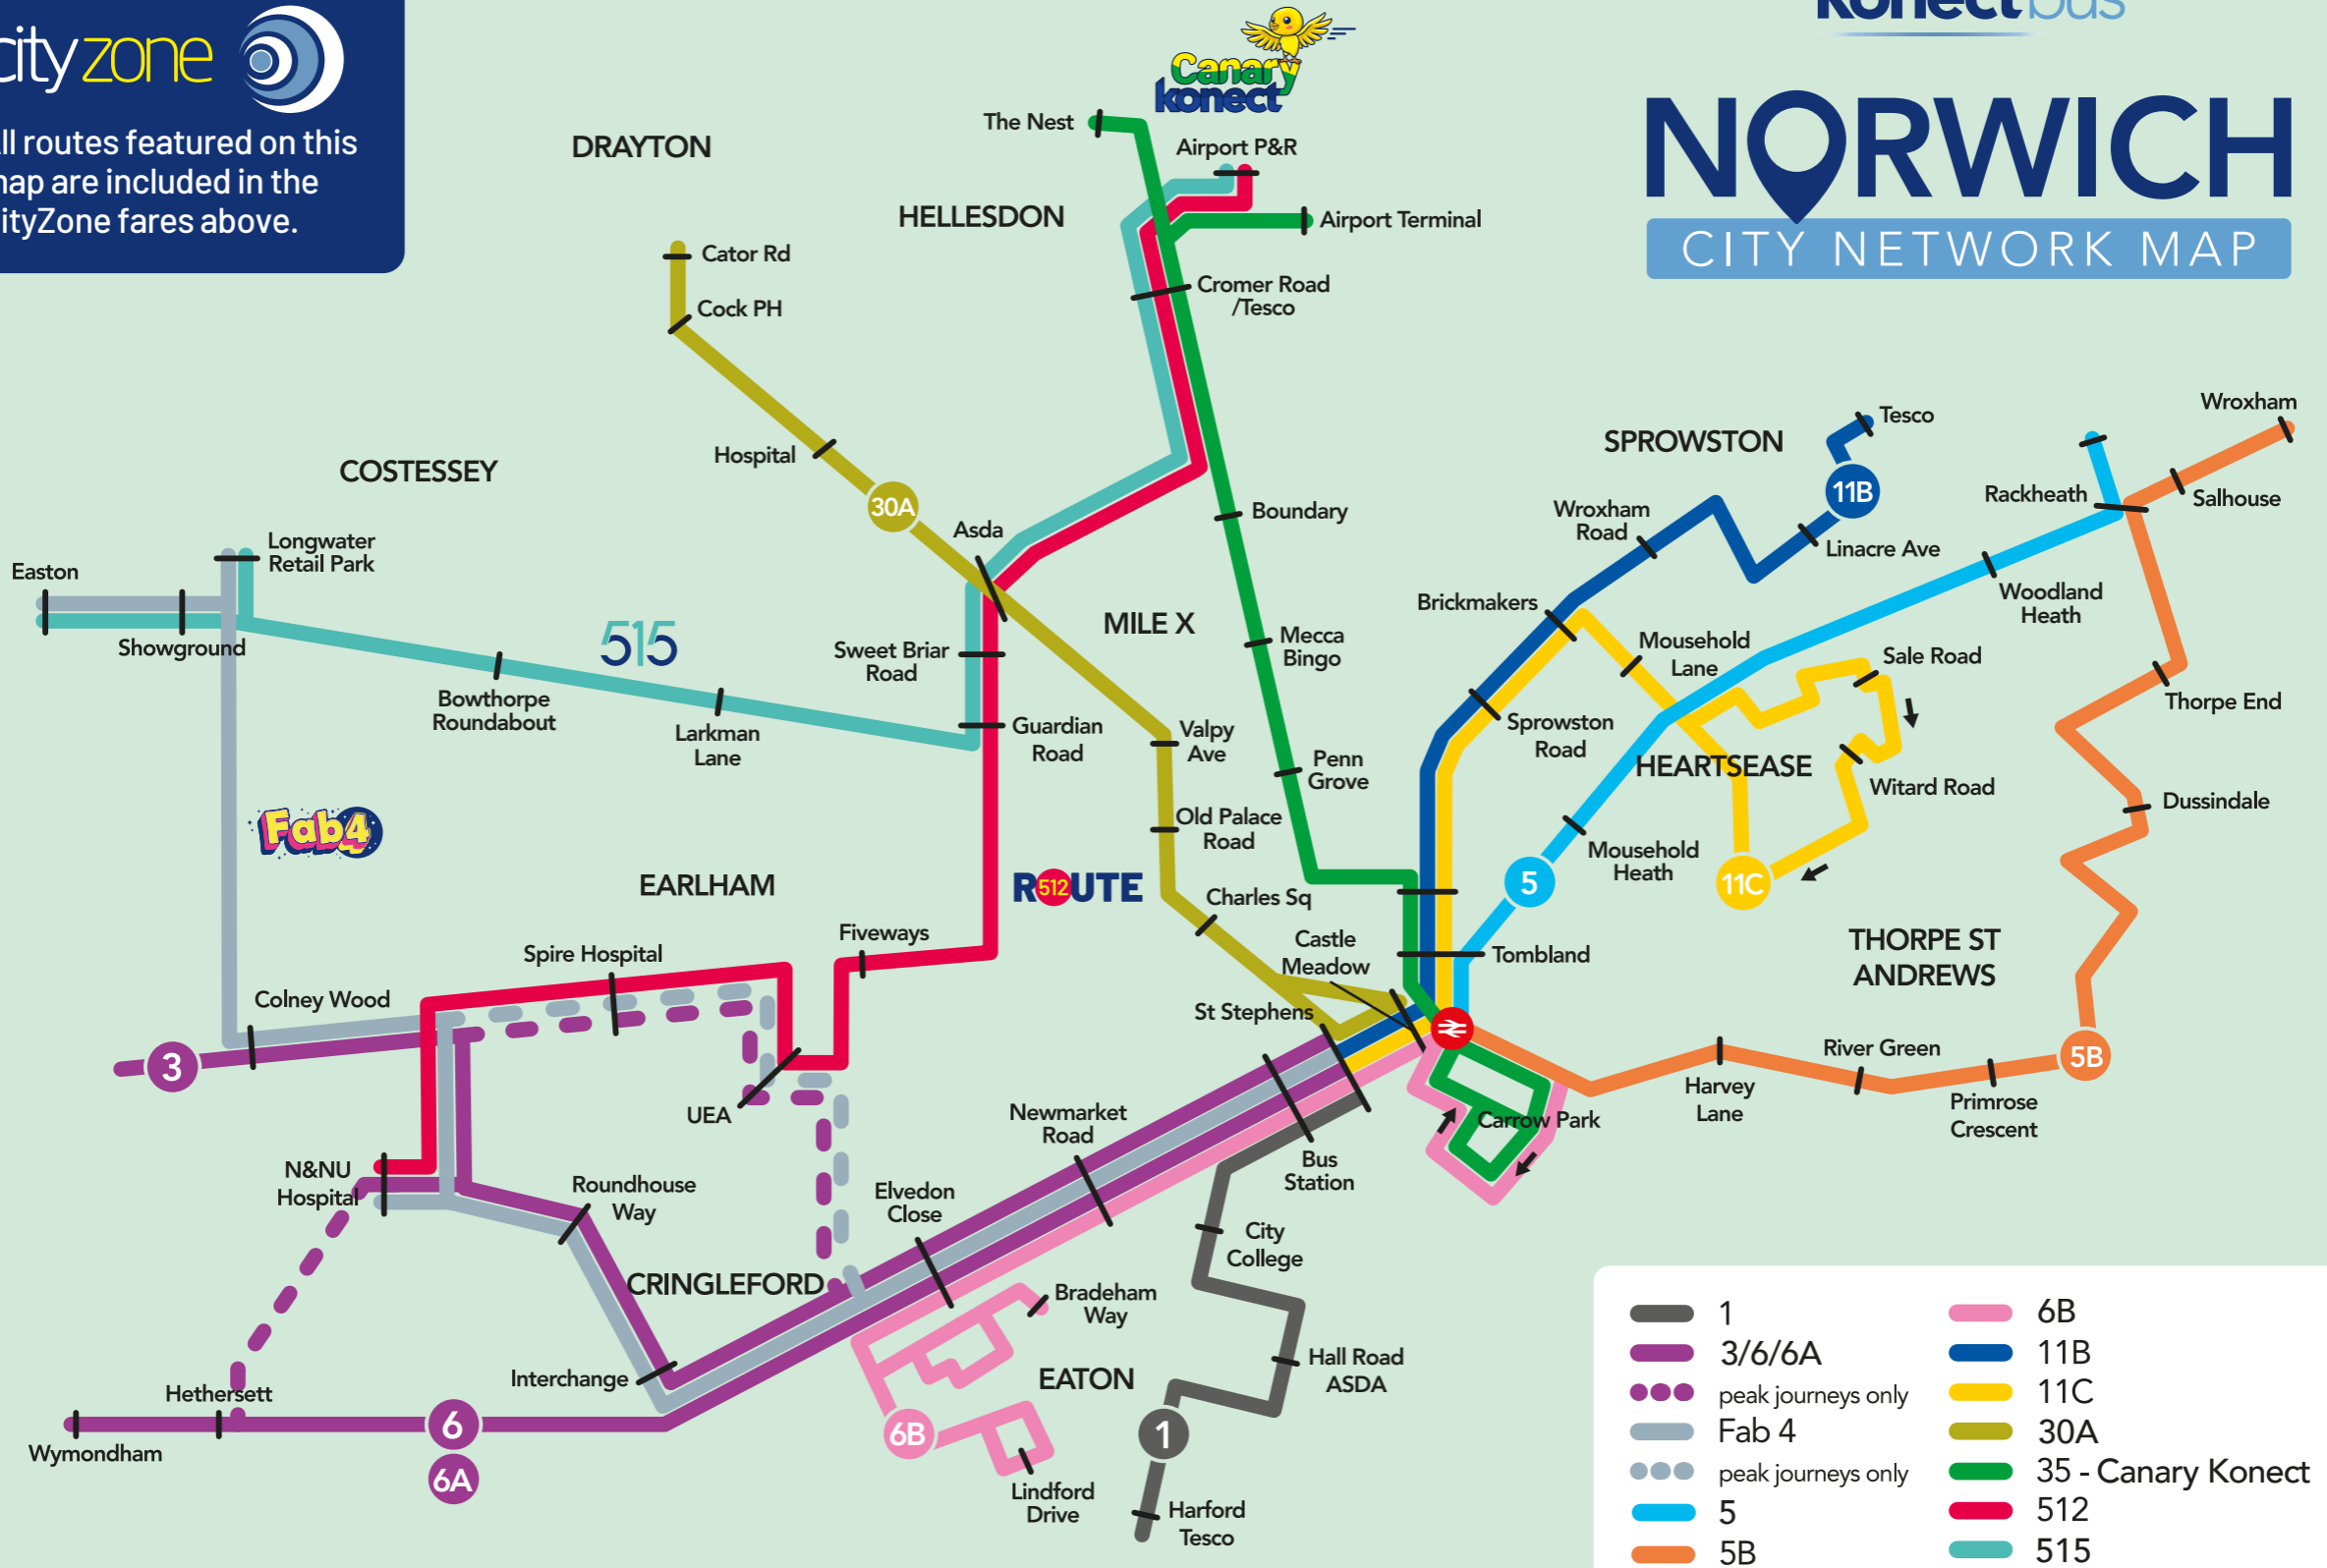 cityzone
All routes featured on this
map are included in the
CityZone fares above.
Canary
konect
konectbus
NORWICH
CITY NETWORK MAP
DRAYTON
HELLESDON
The Nest
Airport P&R
Airport Terminal
Cromer Road
/Tesco
Cator Rd
Cock PH
Hospital
30A
Asda
COSTESSEY
Longwater
Retail Park
Easton
Showground
515
Bowthorpe
Roundabout
Larkman
Lane
Sweet Briar
Road
Guardian
Road
MILE X
Boundary
Mecca
Bingo
Penn
Grove
Valpy
Ave
Old Palace
Road
Charles Sq
SPROWSTON
Tesco
11B
Wroxham
Road
Linacre Ave
Brickmakers
Sprowston
Road
Mousehold
Lane
Sale Road
HEARTSEASE
Witard Road
11C
Mousehold
Heath
5
Wroxham
Rackheath
Salhouse
Woodland
Heath
Thorpe End
Dussindale
THORPE ST
ANDREWS
5B
Fab4
EARLHAM
ROUTE
512
Fiveways
Spire Hospital
Colney Wood
3
UEA
N&NU
Hospital
Roundhouse
Way
CRINGLEFORD
Interchange
Hethersett
Wymondham
6
6A
Castle
Meadow
Tombland
St Stephens
Carrow Park
Harvey
Lane
River Green
Primrose
Crescent
Newmarket
Road
Elvedon
Close
Bus
Station
City
College
Bradeham
Way
EATON
6B
Lindford
Drive
Hall Road
ASDA
1
Harford
Tesco
1
3/6/6A
peak journeys only
Fab 4
peak journeys only
5
5B
6B
11B
11C
30A
35 - Canary Konect
512
515